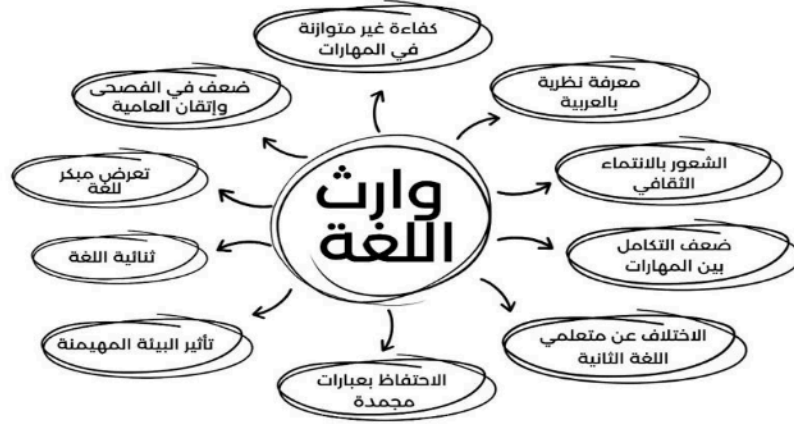 كفاءة غير متوازنة
في المهارات
معرفة نظرية
بالعربية
ضعف في الفصحى
وإتقان العامية
الشعور بالانتماء
الثقافي
تعرض مبكر
للغة
وارث
اللغة
ضعف التكامل
بين المهارات
ثنائية اللغة
الاختلاف عن متعلمي
اللغة الثانية
تأثير البيئة المهيمنة
الاحتفاظ بعبارات
مجمدة